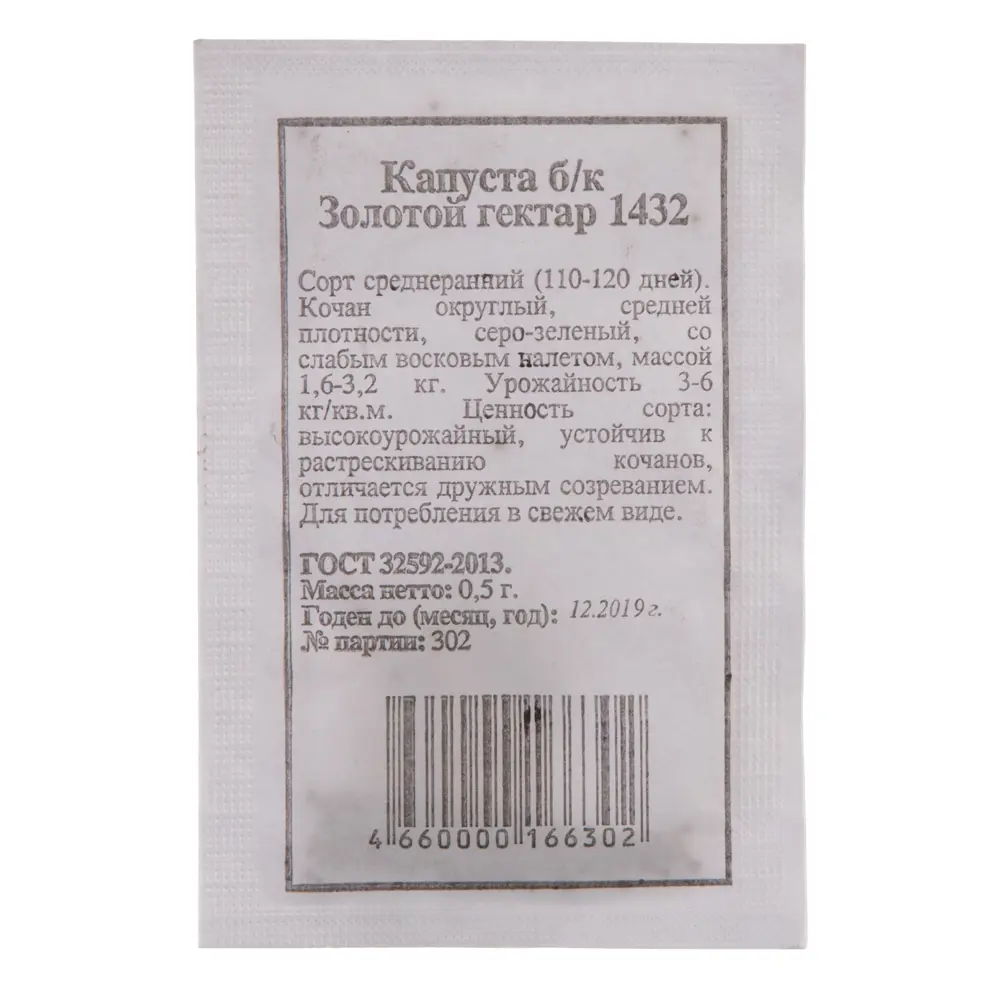 Капуста б/к
Золотой гектар 1432
Сорт среднеранний (110-120 дней).
Кочан округлый, средней
плотности, серо-зеленый, со
слабым восковым налетом, массой
1,6-3,2 кг. Урожайность 3-6
кг/кв.м. Ценность сорта:
высокоурожайный, устойчив к
растрескиванию кочанов,
отличается дружным созреванием.
Для потребления в свежем виде.
ГОСТ 32592-2013.
Масса нетто: 0,5 г.
Годен до (месяц, год): 12.2019 г.
№ партии: 302
4 660000 166302